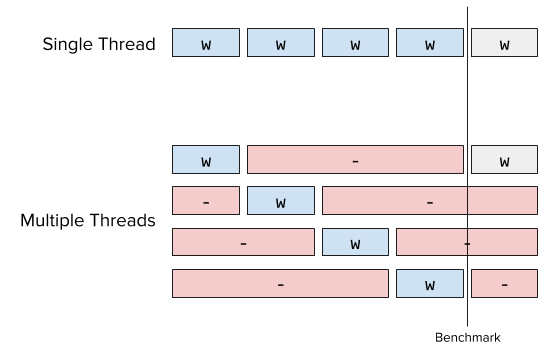 Single Thread W W W W W
W - W
- W -
Multiple Threads
- W -
- W -
Benchmark